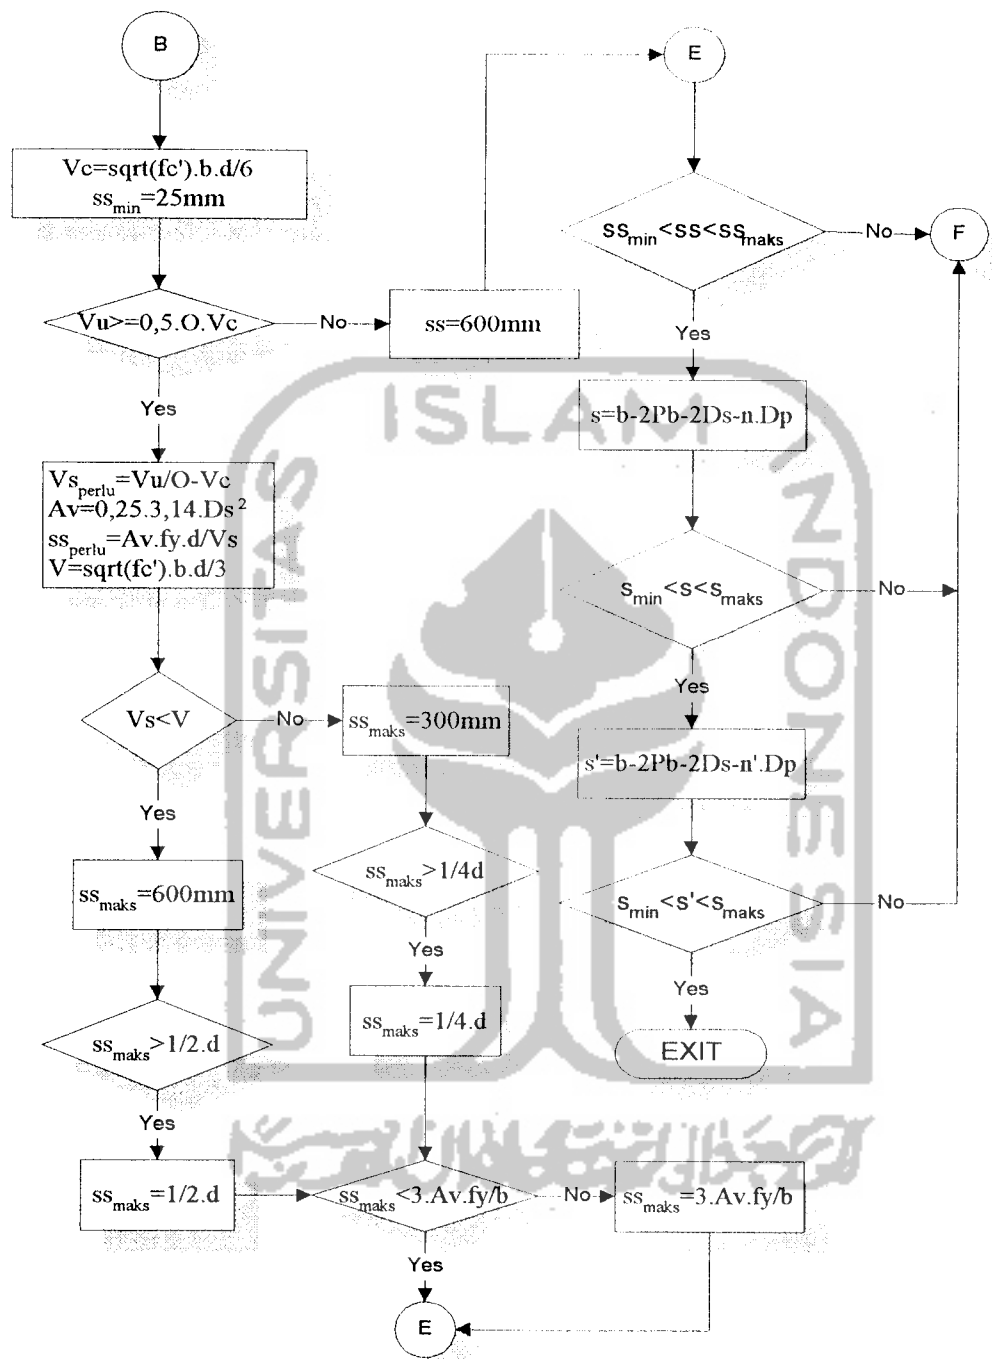 B
Vc=sqrt(fc').b.d/6
ss_min=25mm
Vu>=0,5.O.Vc
No
ss=600mm
Yes
Vs_perlu=Vu/O-Vc
Av=0,25.3,14.Ds²
ss_perlu=Av.fy.d/Vs
V=sqrt(fc').b.d/3
Vs<V
No
ss_maks=300mm
Yes
ss_maks=600mm
ss_maks>1/4d
Yes
ss_maks=1/4.d
ss_maks>1/2.d
Yes
ss_maks=1/2.d
ss_maks<3.Av.fy/b
No
ss_maks=3.Av.fy/b
Yes
E
E
ss_min<ss<ss_maks
No
F
Yes
s=b-2Pb-2Ds-n.Dp
s_min<s<s_maks
No
Yes
s'=b-2Pb-2Ds-n'.Dp
s_min<s'<s_maks
No
Yes
EXIT
UNIVERSITAS
ISLAM
INDONESIA